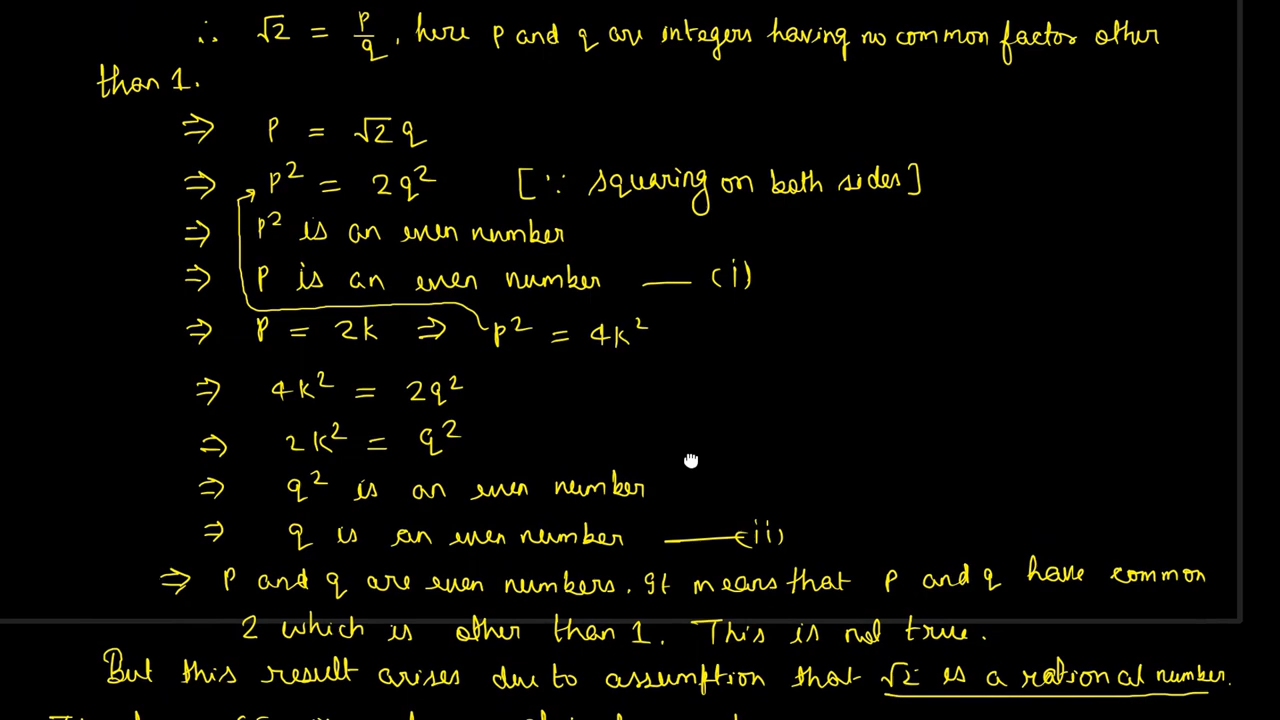 ∴ √2 = p/q, here p and q are integers having no common factor other
than 1.
⇒ p = √2q
⇒ p² = 2q² [∵ squaring on both sides]
⇒ p² is an even number
⇒ p is an even number — (i)
⇒ p = 2k ⇒ p² = 4k²
⇒ 4k² = 2q²
⇒ 2k² = q²
⇒ q² is an even number
⇒ q is an even number — (ii)
⇒ p and q are even numbers. It means that p and q have common
2 which is other than 1. This is not true.
But this result arises due to assumption that √2 is a rational number.